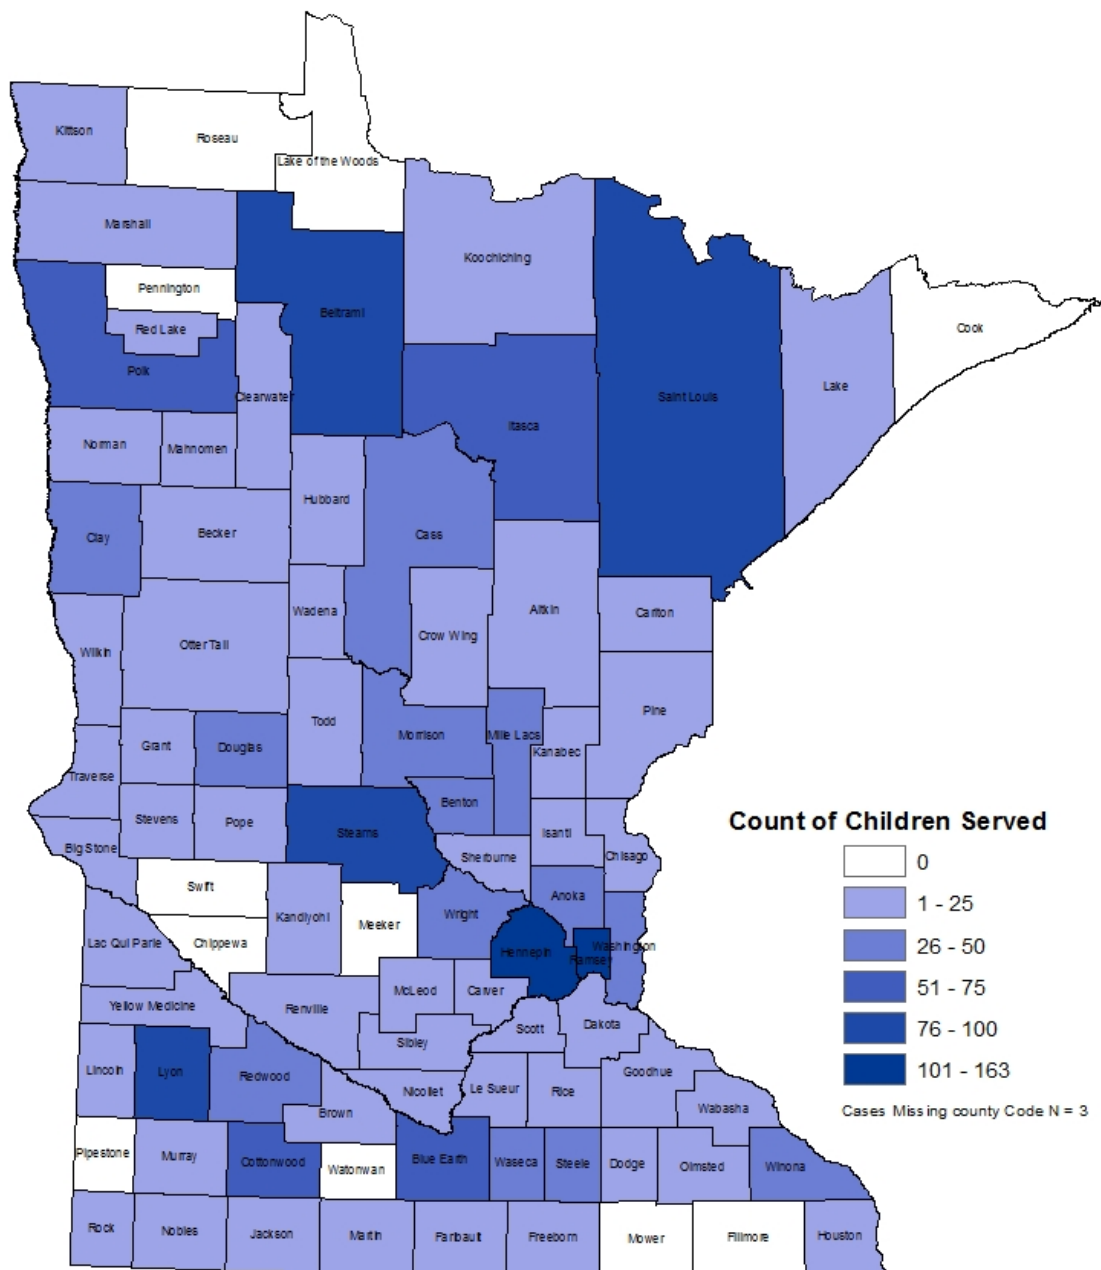 Kittson
Roseau
Lake of the Woods
Marshall
Koochiching
Pennington
Beltrami
Red Lake
Cook
Polk
Clearwater
Lake
Saint Louis
Itasca
Norman
Mahnomen
Hubbard
Becker
Cass
Clay
Wadena
Aitkin
Carlton
Crow Wing
Otter Tail
Wilkin
Pine
Todd
Morrison
Mille Lacs
Grant
Douglas
Kanabec
Traverse
Benton
Stevens
Pope
Stearns
Isanti
Big Stone
Sherburne
Chisago
Swift
Anoka
Kandiyohi
Wright
Meeker
Lac Qui Parle
Chippewa
Washington
Hennepin
Ramsey
McLeod
Carver
Yellow Medicine
Renville
Scott
Dakota
Sibley
Lincoln
Lyon
Redwood
Nicollet
Le Sueur
Rice
Goodhue
Brown
Wabasha
Pipestone
Murray
Cottonwood
Watonwan
Blue Earth
Waseca
Steele
Dodge
Olmsted
Winona
Rock
Nobles
Jackson
Martin
Faribault
Freeborn
Mower
Fillmore
Houston
Count of Children Served
0
1 - 25
26 - 50
51 - 75
76 - 100
101 - 163
Cases Missing county Code N = 3